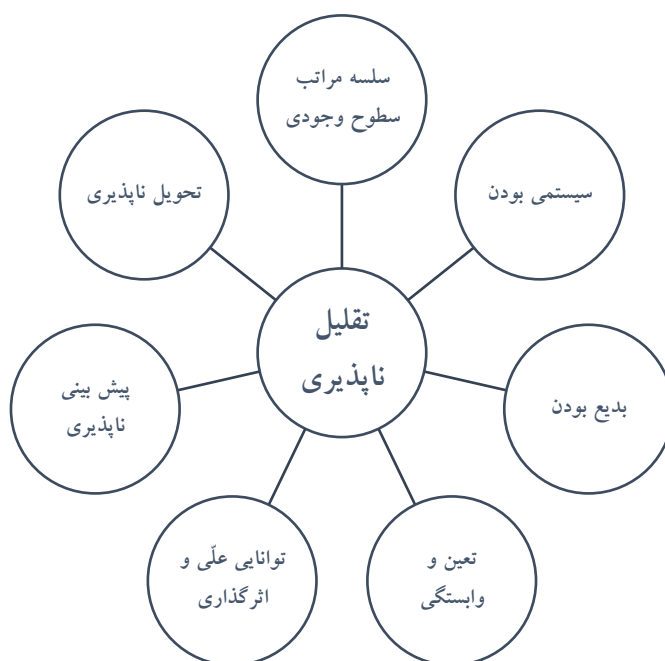 سلسه مراتب
سطوح وجودی
سیستمی بودن
تحویل ناپذیری
تقلیل
ناپذیری
بدیع بودن
پیش بینی
ناپذیری
تعین و
وابستگی
توانایی علّی و
اثرگذاری